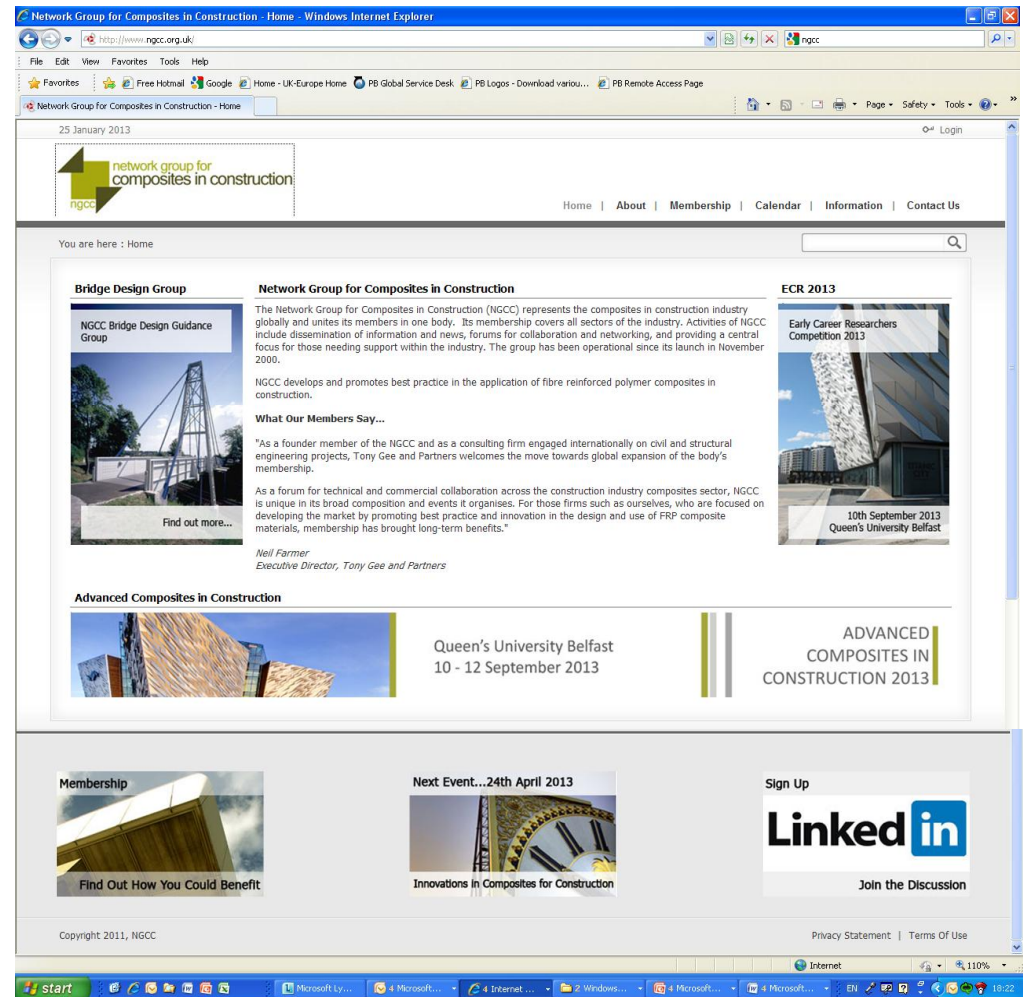 Network Group for Composites in Construction - Home - Windows Internet Explorer
http://www.ngcc.org.uk/
ngcc
File Edit View Favorites Tools Help
Favorites Free Hotmail Google Home - UK-Europe Home PB Global Service Desk PB Logos - Download variou... PB Remote Access Page
Network Group for Composites in Construction - Home
Page Safety Tools
25 January 2013
Login
network group for
composites in construction
ngcc
Home | About | Membership | Calendar | Information | Contact Us
You are here : Home
Bridge Design Group
NGCC Bridge Design Guidance
Group
Find out more...
Network Group for Composites in Construction
The Network Group for Composites in Construction (NGCC) represents the composites in construction industry
globally and unites its members in one body. Its membership covers all sectors of the industry. Activities of NGCC
include dissemination of information and news, forums for collaboration and networking, and providing a central
focus for those needing support within the industry. The group has been operational since its launch in November
2000.
NGCC develops and promotes best practice in the application of fibre reinforced polymer composites in
construction.
What Our Members Say...
"As a founder member of the NGCC and as a consulting firm engaged internationally on civil and structural
engineering projects, Tony Gee and Partners welcomes the move towards global expansion of the body's
membership.
As a forum for technical and commercial collaboration across the construction industry composites sector, NGCC
is unique in its broad composition and events it organises. For those firms such as ourselves, who are focused on
developing the market by promoting best practice and innovation in the design and use of FRP composite
materials, membership has brought long-term benefits."
Neil Farmer
Executive Director, Tony Gee and Partners
ECR 2013
Early Career Researchers
Competition 2013
10th September 2013
Queen's University Belfast
Advanced Composites in Construction
Queen's University Belfast
10 - 12 September 2013
ADVANCED
COMPOSITES IN
CONSTRUCTION 2013
Membership
Find Out How You Could Benefit
Next Event...24th April 2013
Innovations in Composites for Construction
Sign Up
Linked in
Join the Discussion
Copyright 2011, NGCC
Privacy Statement | Terms Of Use
Internet
110%
start
Microsoft Ly...
4 Microsoft...
4 Internet ...
2 Windows...
4 Microsoft...
4 Microsoft...
EN
18:22